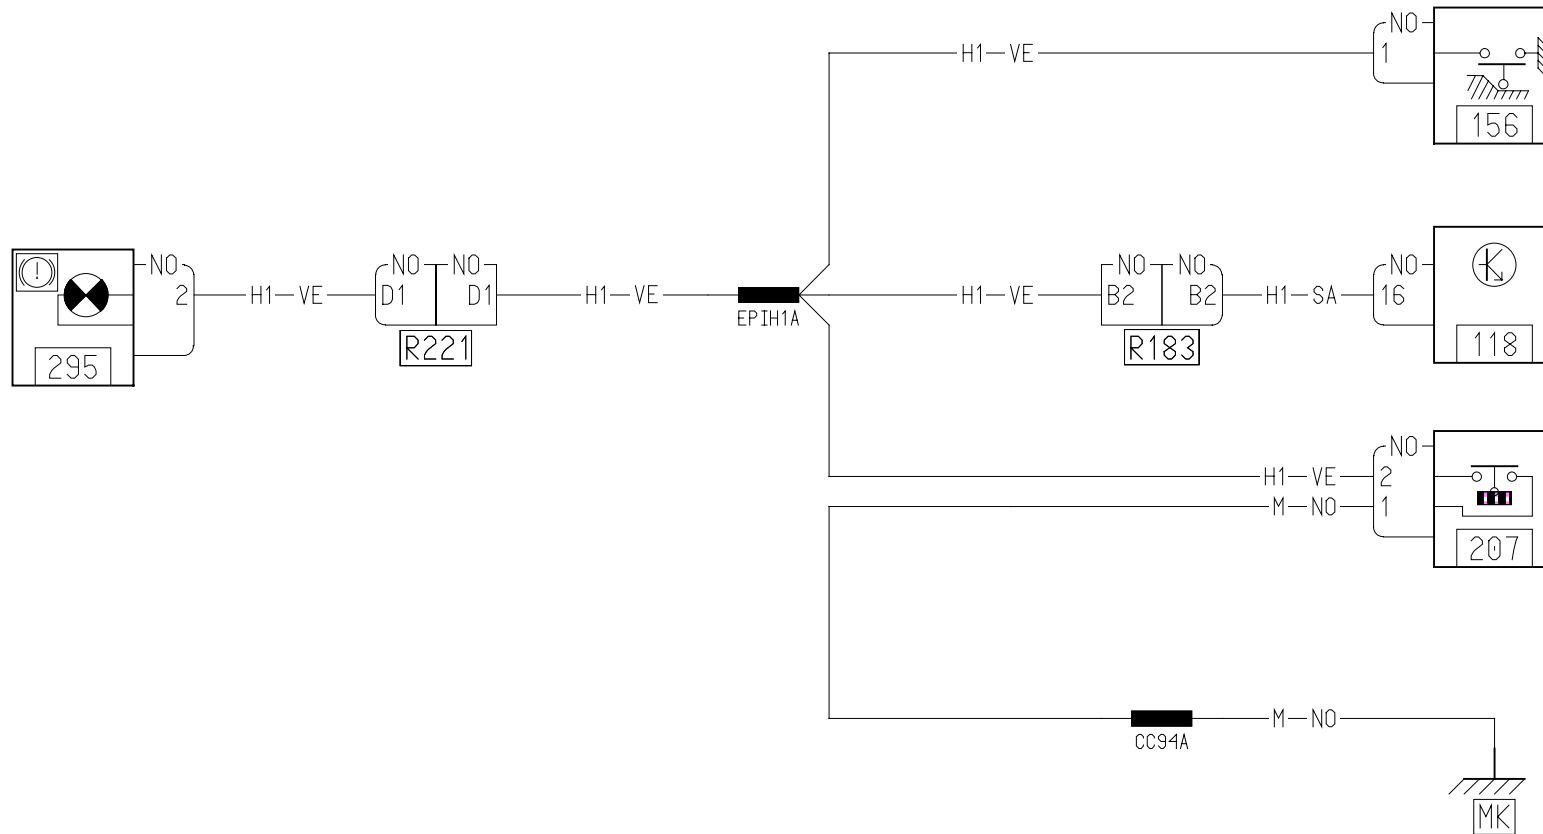 NO
H1 VE
1
156
NO
NO NO
NO NO
NO
2
H1 VE
D1 D1
H1 VE
H1 VE
B2 B2
H1 SA
16
!
EPIH1A
295
R221
R183
118
NO
H1 VE
2
M NO
1
207
M NO
CC94A
MK